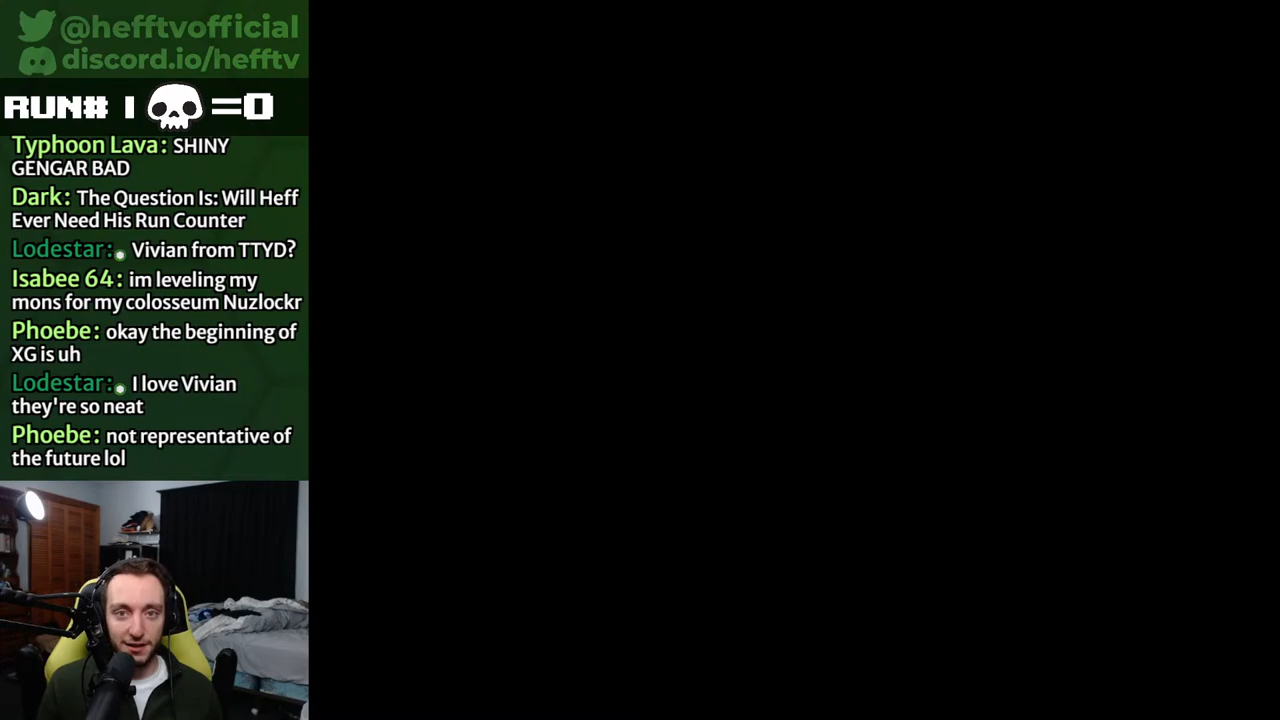 @hefftvofficial
discord.io/hefftv
RUN# 1 =0
Typhoon Lava: SHINY
GENGAR BAD
Dark: The Question Is: Will Heff
Ever Need His Run Counter
Lodestar: Vivian from TTYD?
Isabee 64: im leveling my
mons for my colosseum Nuzlockr
Phoebe: okay the beginning of
XG is uh
Lodestar: I love Vivian
they're so neat
Phoebe: not representative of
the future lol